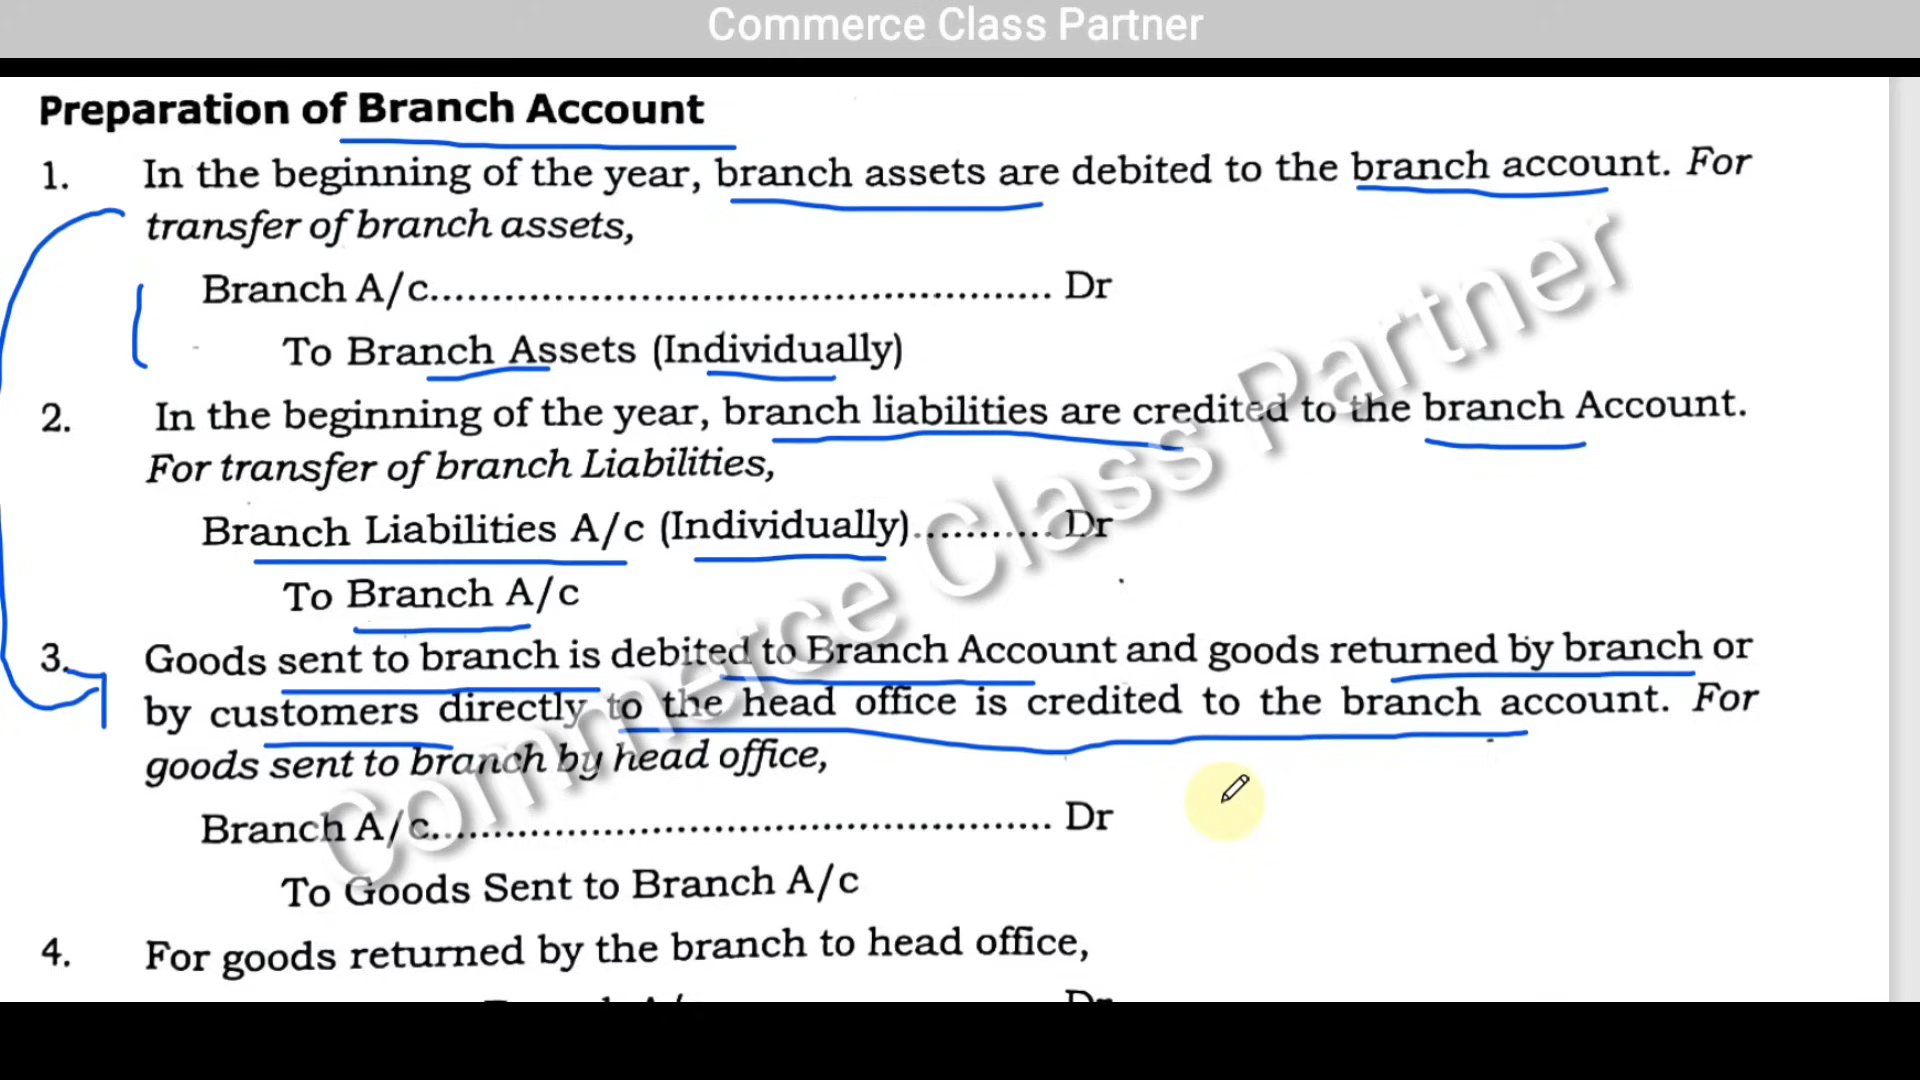 Commerce Class Partner
Preparation of Branch Account
1. In the beginning of the year, branch assets are debited to the branch account. For
transfer of branch assets,
Branch A/c.................................................. Dr
To Branch Assets (Individually)
2. In the beginning of the year, branch liabilities are credited to the branch Account.
For transfer of branch Liabilities,
Branch Liabilities A/c (Individually)........... Dr
To Branch A/c
3. Goods sent to branch is debited to Branch Account and goods returned by branch or
by customers directly to the head office is credited to the branch account. For
goods sent to branch by head office,
Branch A/c.................................................. Dr
To Goods Sent to Branch A/c
4. For goods returned by the branch to head office,
Commerce Class Partner